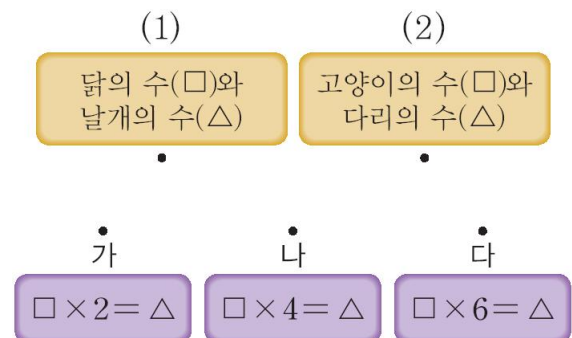 (1) (2)
닭의 수(□)와
날개의 수(△)
고양이의 수(□)와
다리의 수(△)
가 나 다
□×2=△ □×4=△ □×6=△